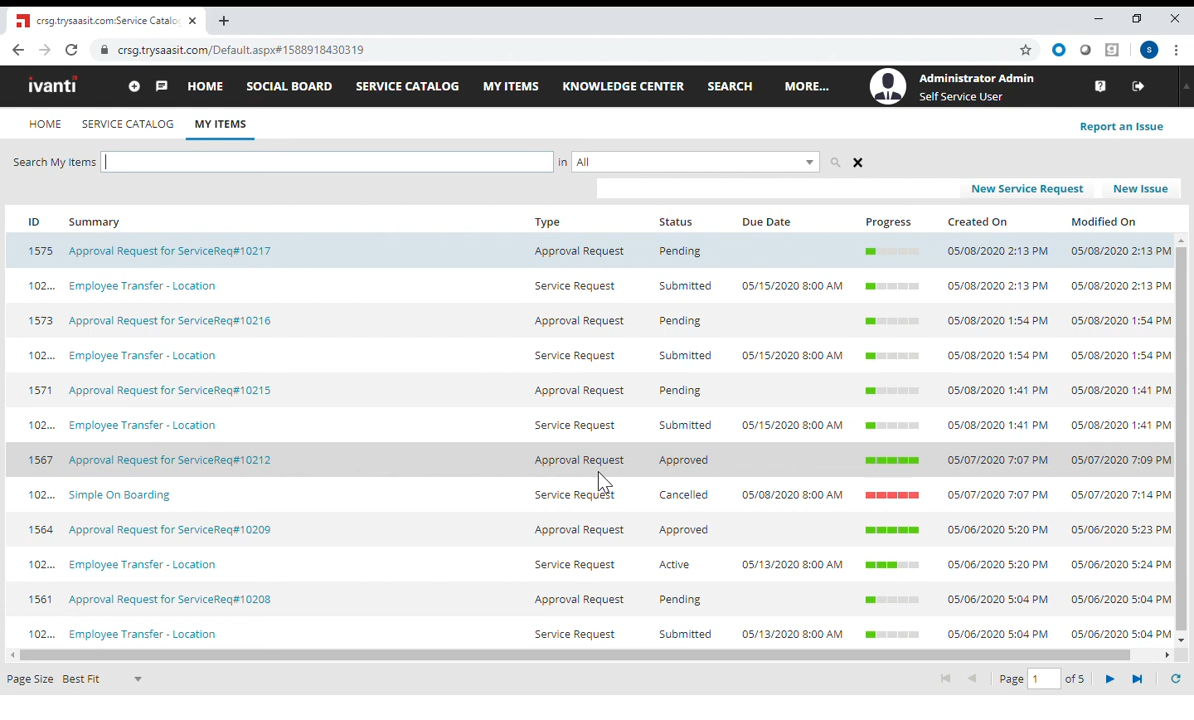 crsg.trysaasit.com:Service Catalo
crsg.trysaasit.com/Default.aspx#1588918430319
S
ivanti HOME SOCIAL BOARD SERVICE CATALOG MY ITEMS KNOWLEDGE CENTER SEARCH MORE... Administrator Admin
Self Service User
HOME SERVICE CATALOG MY ITEMS Report an Issue
Search My Items in All
New Service Request New Issue
ID Summary Type Status Due Date Progress Created On Modified On
1575 Approval Request for ServiceReq#10217 Approval Request Pending 05/08/2020 2:13 PM 05/08/2020 2:13 PM
102... Employee Transfer - Location Service Request Submitted 05/15/2020 8:00 AM 05/08/2020 2:13 PM 05/08/2020 2:13 PM
1573 Approval Request for ServiceReq#10216 Approval Request Pending 05/08/2020 1:54 PM 05/08/2020 1:54 PM
102... Employee Transfer - Location Service Request Submitted 05/15/2020 8:00 AM 05/08/2020 1:54 PM 05/08/2020 1:54 PM
1571 Approval Request for ServiceReq#10215 Approval Request Pending 05/08/2020 1:41 PM 05/08/2020 1:41 PM
102... Employee Transfer - Location Service Request Submitted 05/15/2020 8:00 AM 05/08/2020 1:41 PM 05/08/2020 1:41 PM
1567 Approval Request for ServiceReq#10212 Approval Request Approved 05/07/2020 7:07 PM 05/07/2020 7:09 PM
102... Simple On Boarding Service Request Cancelled 05/08/2020 8:00 AM 05/07/2020 7:07 PM 05/07/2020 7:14 PM
1564 Approval Request for ServiceReq#10209 Approval Request Approved 05/06/2020 5:20 PM 05/06/2020 5:23 PM
102... Employee Transfer - Location Service Request Active 05/13/2020 8:00 AM 05/06/2020 5:20 PM 05/06/2020 5:24 PM
1561 Approval Request for ServiceReq#10208 Approval Request Pending 05/06/2020 5:04 PM 05/06/2020 5:04 PM
102... Employee Transfer - Location Service Request Submitted 05/13/2020 8:00 AM 05/06/2020 5:04 PM 05/06/2020 5:04 PM
Page Size Best Fit Page 1 of 5